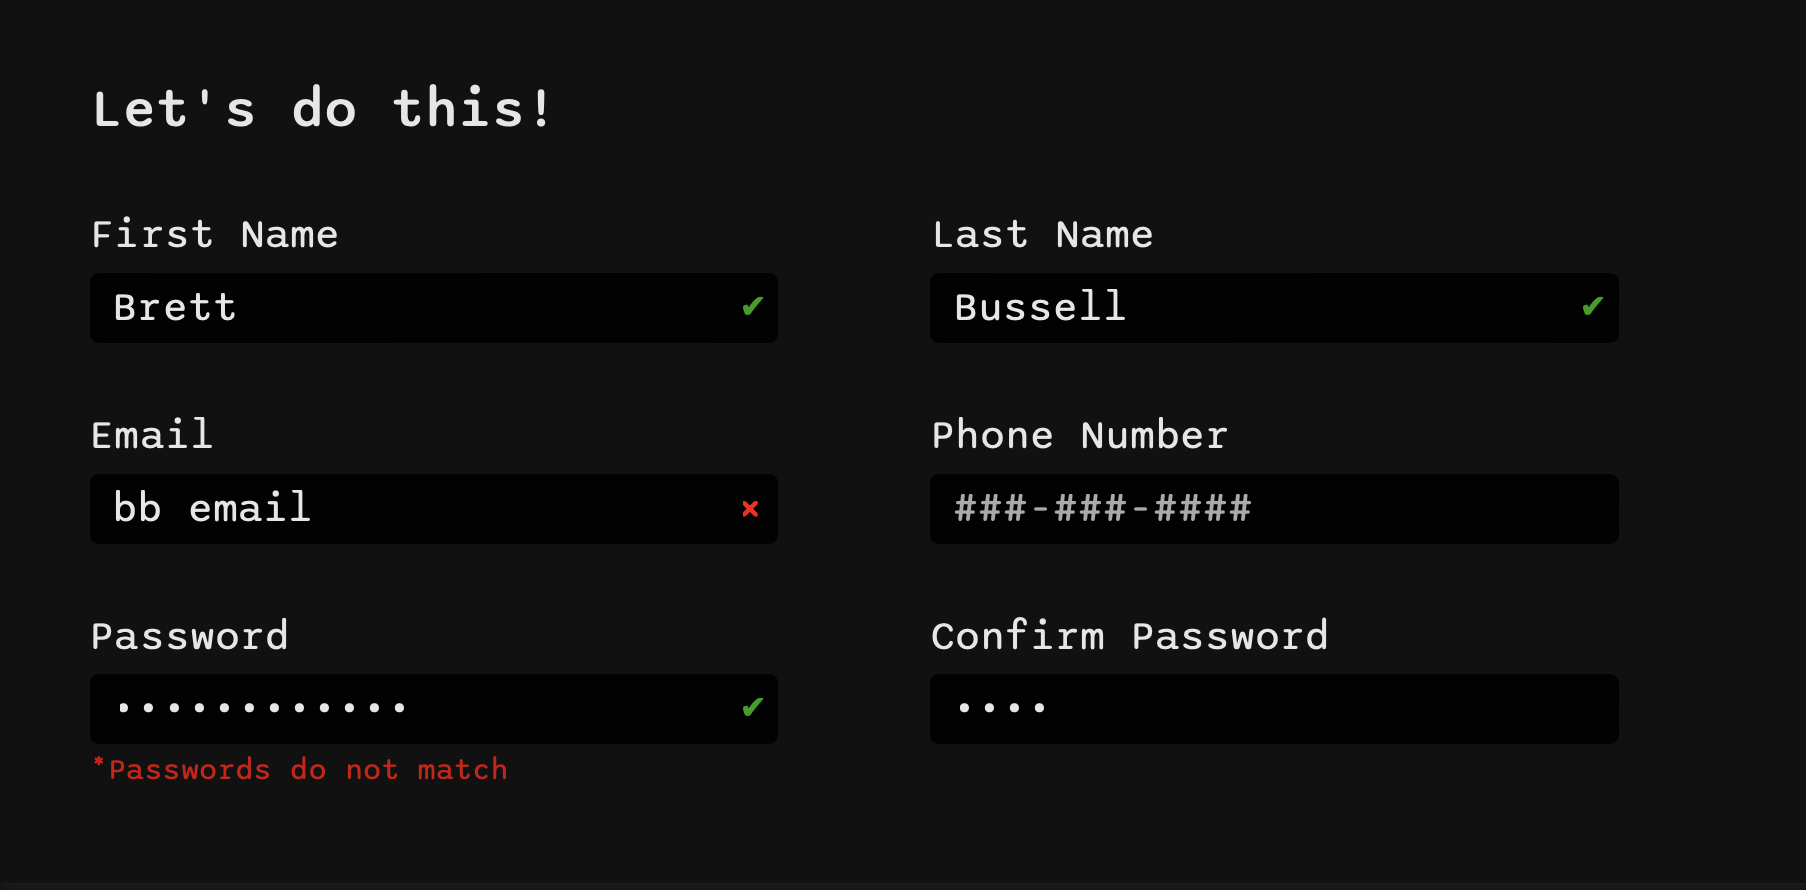 Let's do this!
First Name
Last Name
Brett ✔
Bussell ✔
Email
Phone Number
bb email ×
###-###-####
Password
Confirm Password
•••••••••••• ✔
••••
*Passwords do not match